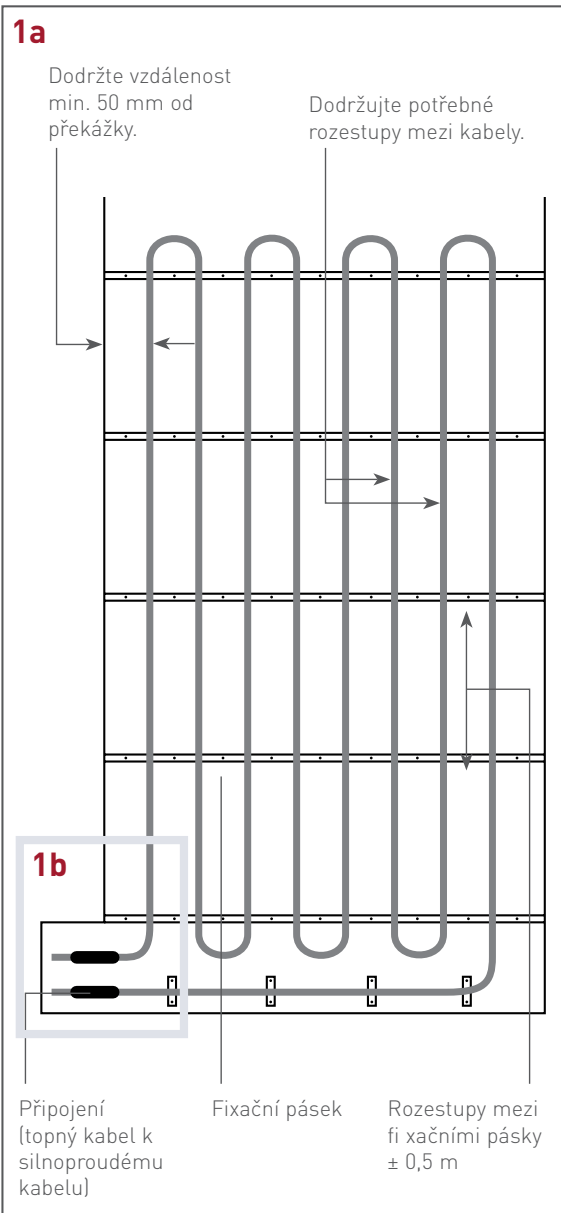 1a
Dodržte vzdálenost
min. 50 mm od
překážky.
Dodržujte potřebné
rozestupy mezi kabely.
1b
Připojení
(topný kabel k
silnoproudému
kabelu)
Fixační pásek
Rozestupy mezi
fi xačními pásky
± 0,5 m